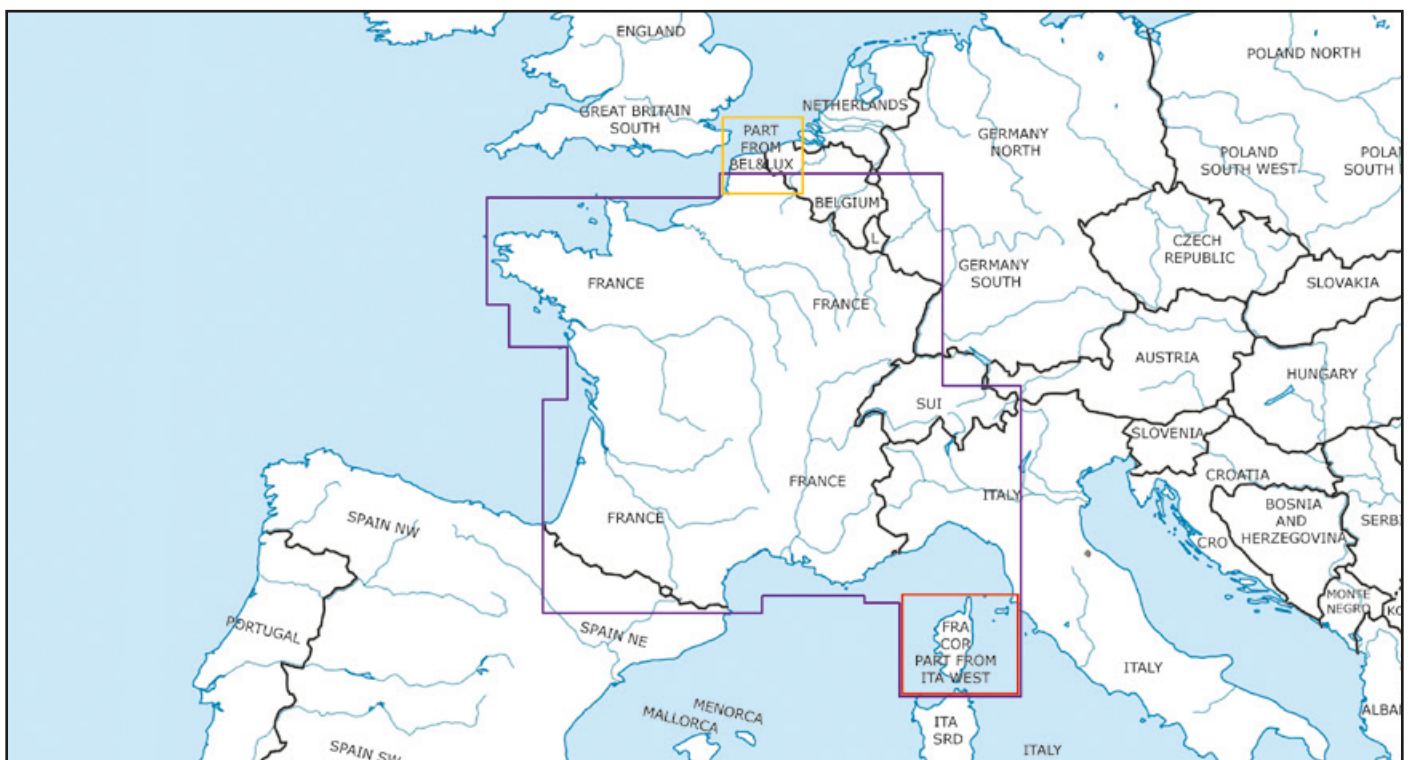 ENGLAND
POLAND NORTH
NETHERLANDS
GREAT BRITAIN
SOUTH
PART
FROM
BEL&LUX
GERMANY
NORTH
POLAND
SOUTH WEST
POLA
SOUTH
BELGIUM
L
CZECH
REPUBLIC
GERMANY
SOUTH
SLOVAKIA
FRANCE
FRANCE
AUSTRIA
HUNGARY
SUI
SLOVENIA
CROATIA
FRANCE
ITALY
BOSNIA
AND
HERZEGOVINA
FRANCE
SERB
SPAIN NW
CRO
MONTE
NEGRO
KO
PORTUGAL
SPAIN NE
FRA
COR
PART FROM
ITA WEST
ITALY
MENORCA
MALLORCA
ALBA
ITA
SRD
SPAIN SW
ITALY